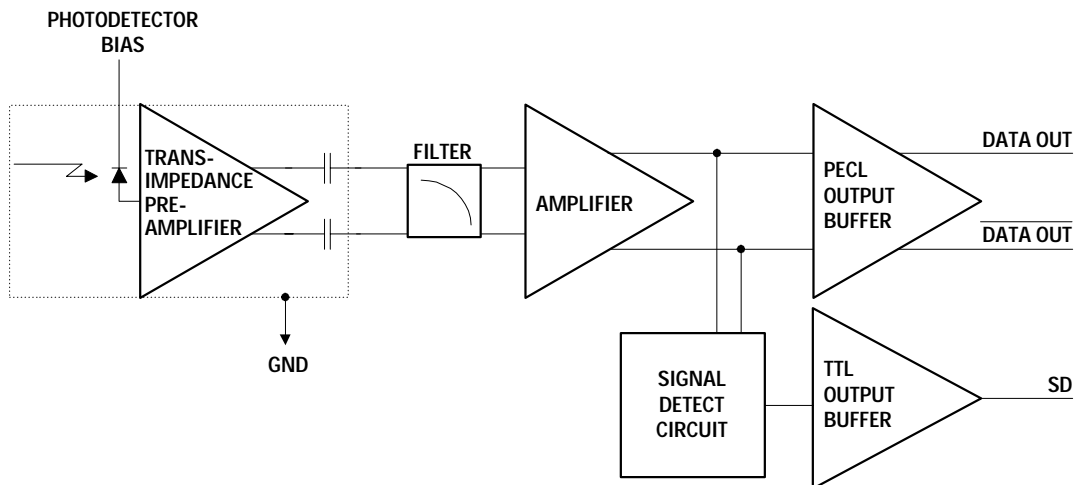 PHOTODETECTOR
BIAS
TRANS-
IMPEDANCE
PRE-
AMPLIFIER
GND
FILTER
AMPLIFIER
PECL
OUTPUT
BUFFER
DATA OUT
DATA OUT
SIGNAL
DETECT
CIRCUIT
TTL
OUTPUT
BUFFER
SD